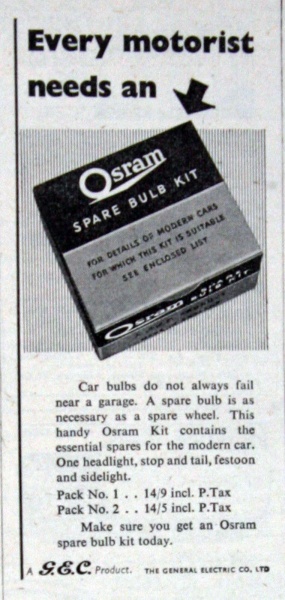 Every motorist
needs an
Osram
SPARE BULB KIT
FOR DETAILS OF MODERN CARS
FOR WHICH THIS KIT IS SUITABLE
SEE ENCLOSED LIST
Osram
BULB KIT
Car bulbs do not always fail
near a garage. A spare bulb is as
necessary as a spare wheel. This
handy Osram Kit contains the
essential spares for the modern car.
One headlight, stop and tail, festoon
and sidelight.
Pack No. 1 . . 14/9 incl. P.Tax
Pack No. 2 . . 14/5 incl. P.Tax
Make sure you get an Osram
spare bulb kit today.
A G.E.C. Product. THE GENERAL ELECTRIC CO. LTD